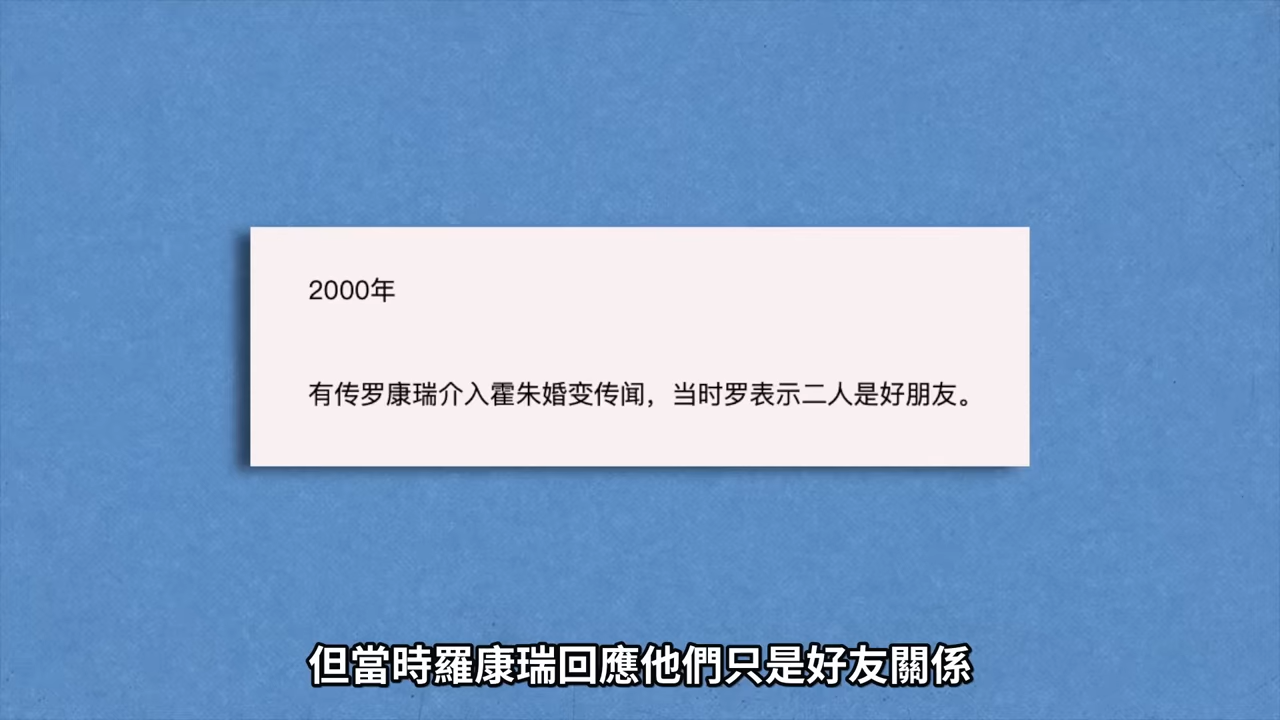 2000年
有传罗康瑞介入霍朱婚变传闻，当时罗表示二人是好朋友。
但當時羅康瑞回應他們只是好友關係